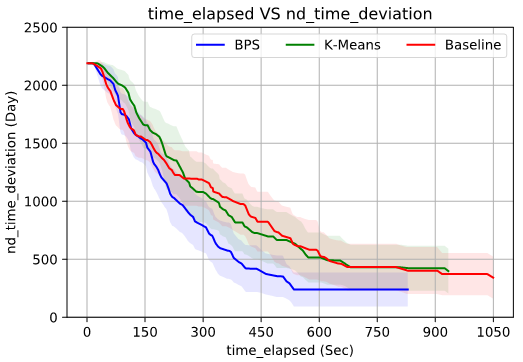 time_elapsed VS nd_time_deviation
BPS K-Means Baseline
nd_time_deviation (Day)
2500
2000
1500
1000
500
0
0 150 300 450 600 750 900 1050
time_elapsed (Sec)